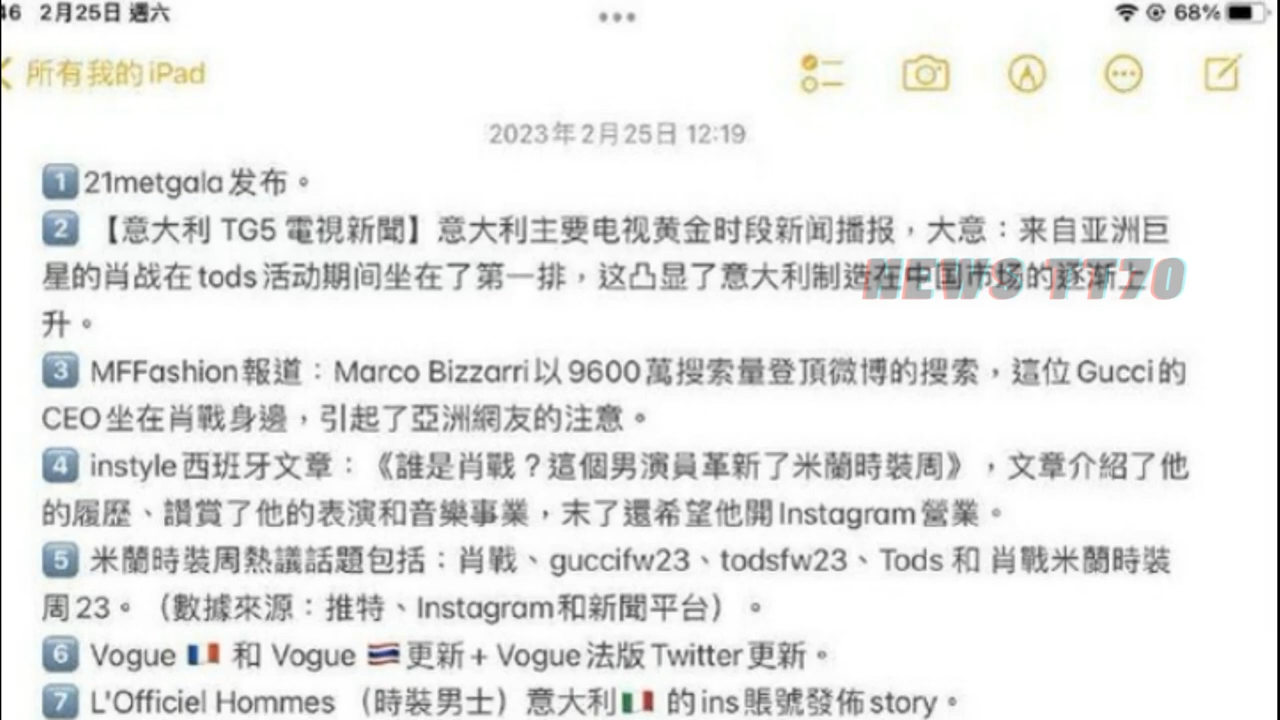 46 2月25日 週六
68%
所有我的iPad
2023年2月25日 12:19
1 21metgala发布。
2 【意大利 TG5 電視新聞】意大利主要电视黄金时段新闻播报，大意：来自亚洲巨
星的肖战在tods活动期间坐在了第一排，这凸显了意大利制造在中国市场的逐渐上
NEWS 1770
升。
3 MFFashion報道：Marco Bizzarri以9600萬搜索量登頂微博的搜索，這位Gucci的
CEO坐在肖戰身邊，引起了亞洲網友的注意。
4 instyle西班牙文章：《誰是肖戰？這個男演員革新了米蘭時裝周》，文章介紹了他
的履歷、讚賞了他的表演和音樂事業，末了還希望他開Instagram營業。
5 米蘭時裝周熱議話題包括：肖戰、guccifw23、todsfw23、Tods 和 肖戰米蘭時裝
周23。（數據來源：推特、Instagram和新聞平台）。
6 Vogue 🇫🇷 和 Vogue 🇹🇭更新+ Vogue法版Twitter更新。
7 L'Officiel Hommes （時裝男士）意大利🇮🇹 的ins賬號發佈story。